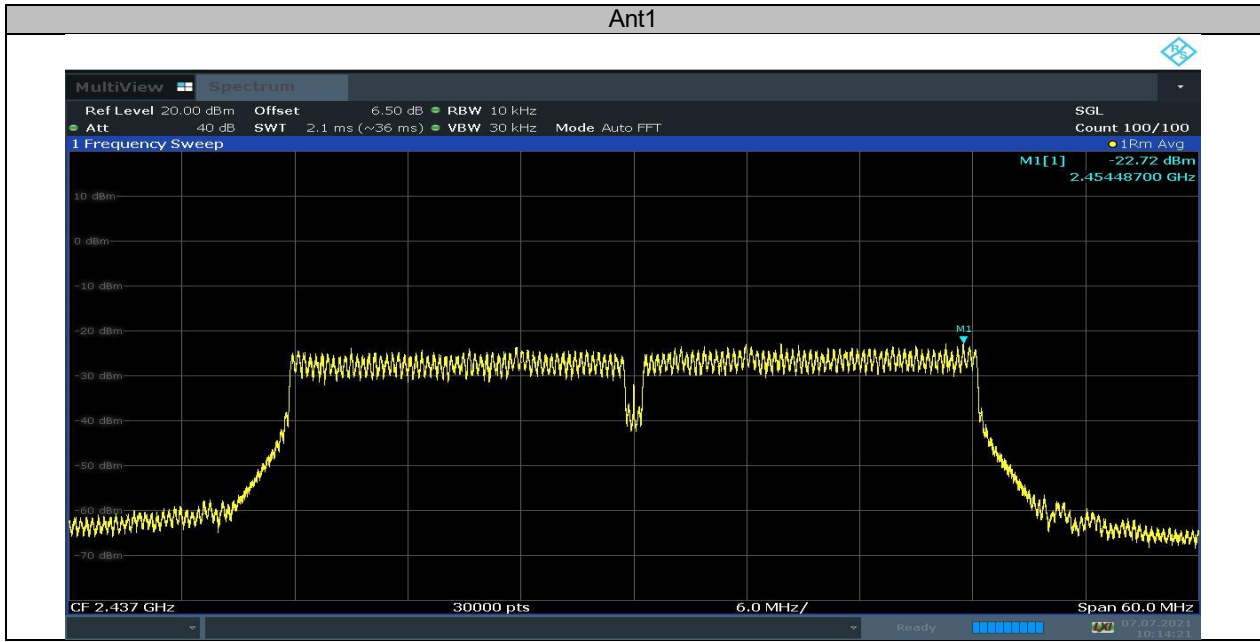 Ant1
R&S
MultiView Spectrum
Ref Level 20.00 dBm Offset 6.50 dB RBW 10 kHz SGL
Att 40 dB SWT 2.1 ms (~36 ms) VBW 30 kHz Mode Auto FFT Count 100/100
1 Frequency Sweep 1Rm Avg
M1[1] -22.72 dBm
2.45448700 GHz
10 dBm
0 dBm
-10 dBm
-20 dBm
M1
-30 dBm
-40 dBm
-50 dBm
-60 dBm
-70 dBm
CF 2.437 GHz 30000 pts 6.0 MHz/ Span 60.0 MHz
Ready 07.07.2021
10:14:21